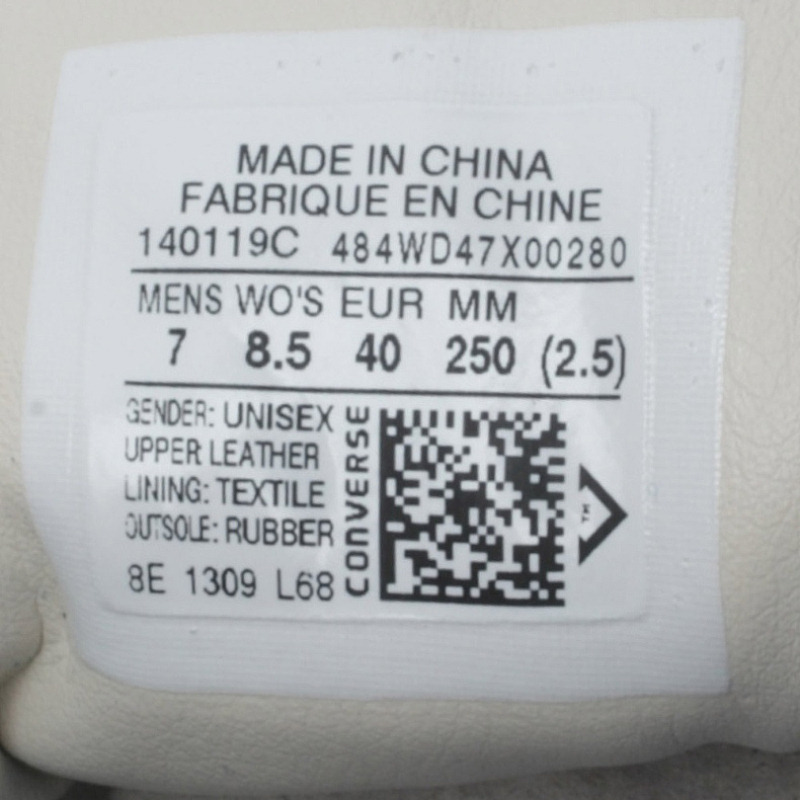 MADE IN CHINA
FABRIQUE EN CHINE
140119C 484WD47X00280
MENS WO'S EUR MM
7 8.5 40 250 (2.5)
GENDER: UNISEX
UPPER LEATHER
LINING: TEXTILE
OUTSOLE: RUBBER
8E 1309 L68
CONVERSE
TM